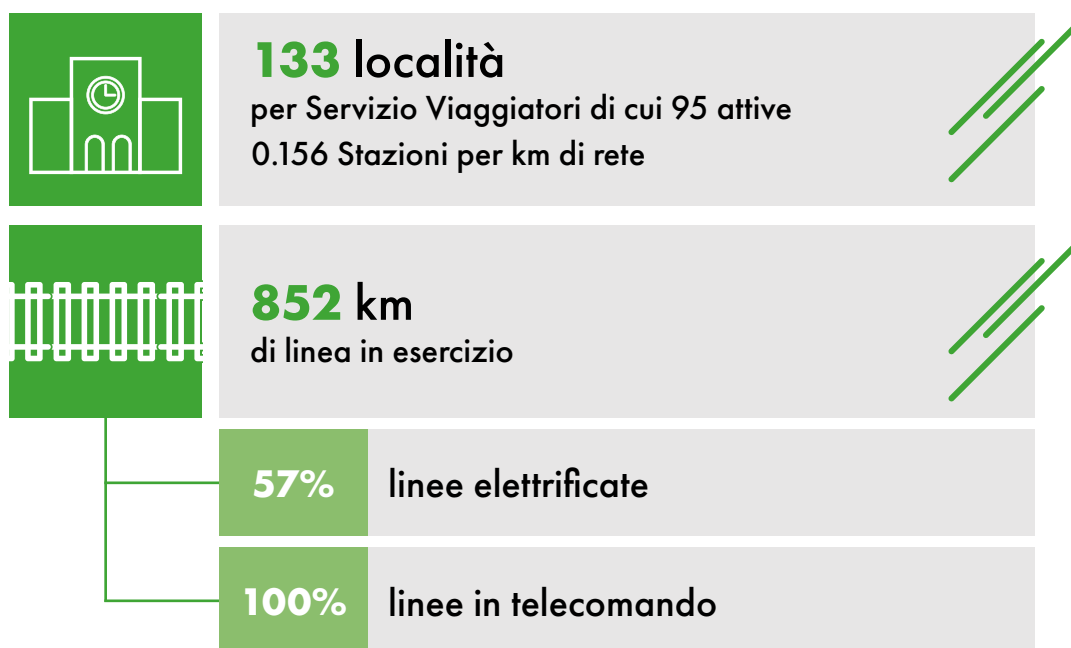 133 località
per Servizio Viaggiatori di cui 95 attive
0.156 Stazioni per km di rete
852 km
di linea in esercizio
57% linee elettrificate
100% linee in telecomando